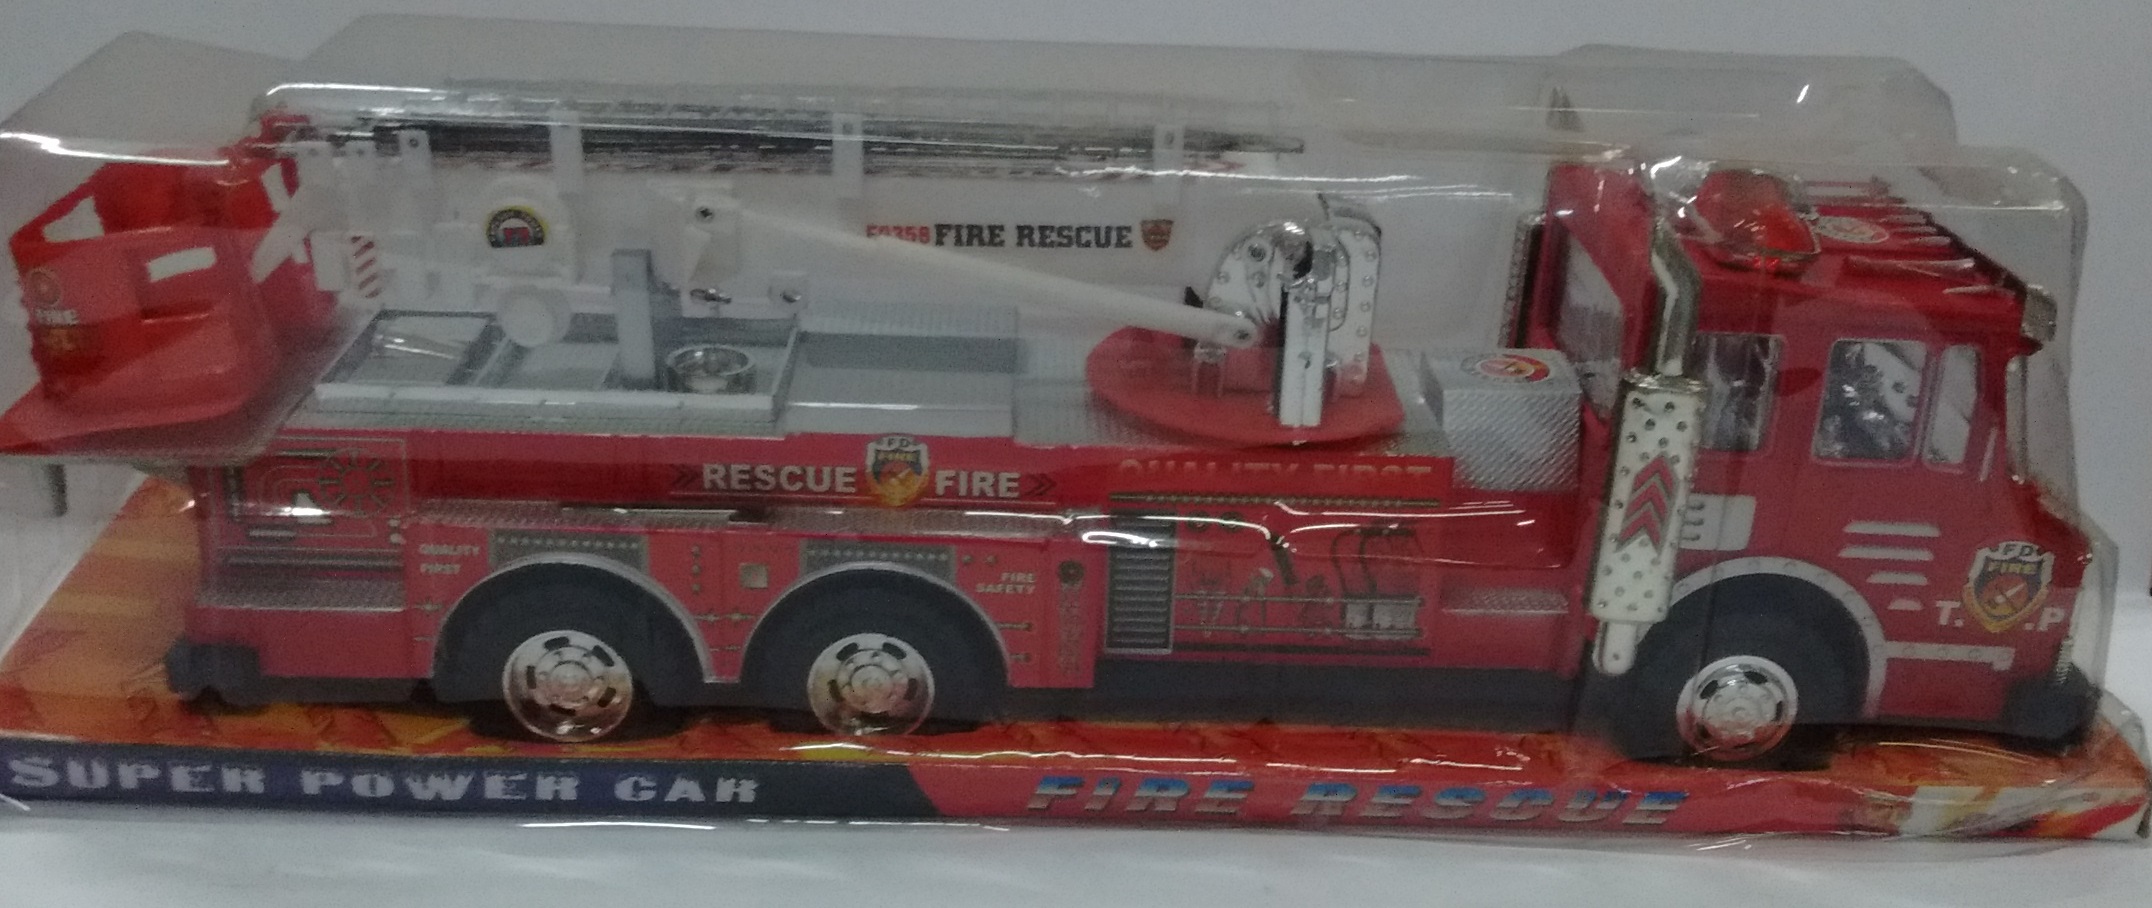 FIRE RESCUE
FIRE
RESCUE
FD
FIRE
FIRE
QUALITY FIRST
QUALITY
FIRST
FIRE
SAFETY
FD
FIRE
T. .P
SUPER POWER CAR
FIRE RESCUE